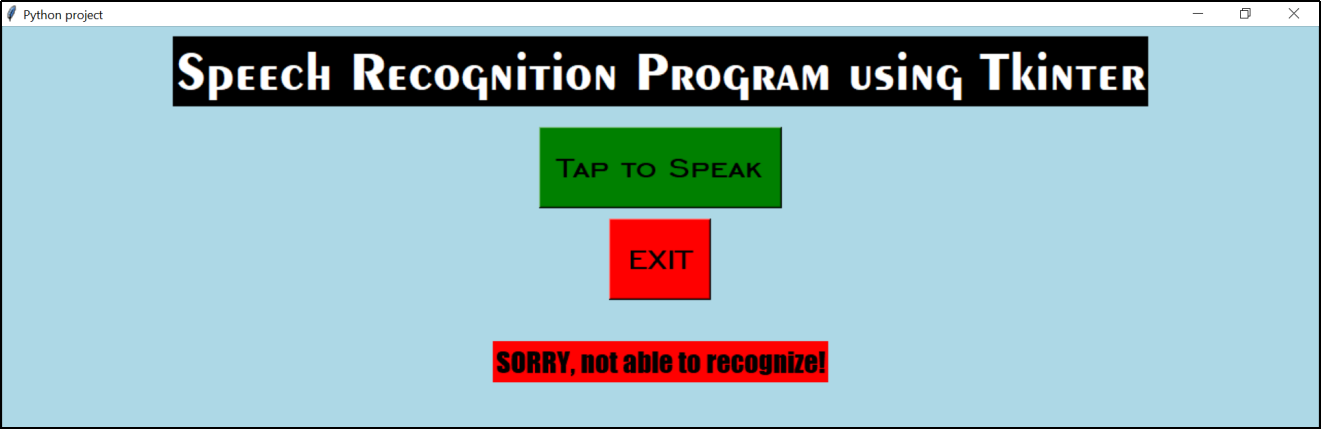 Python project
Speech Recognition Program using Tkinter
Tap to Speak
EXIT
SORRY, not able to recognize!